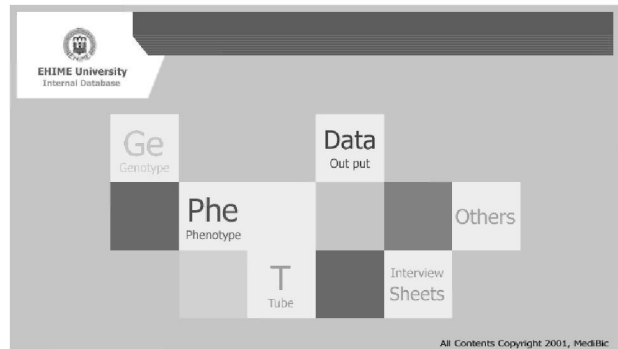 EHIME University
Internal Database
Ge
Genotype
Data
Out put
Phe
Phenotype
Others
T
Tube
Interview
Sheets
All Contents Copyright 2001, MediBic